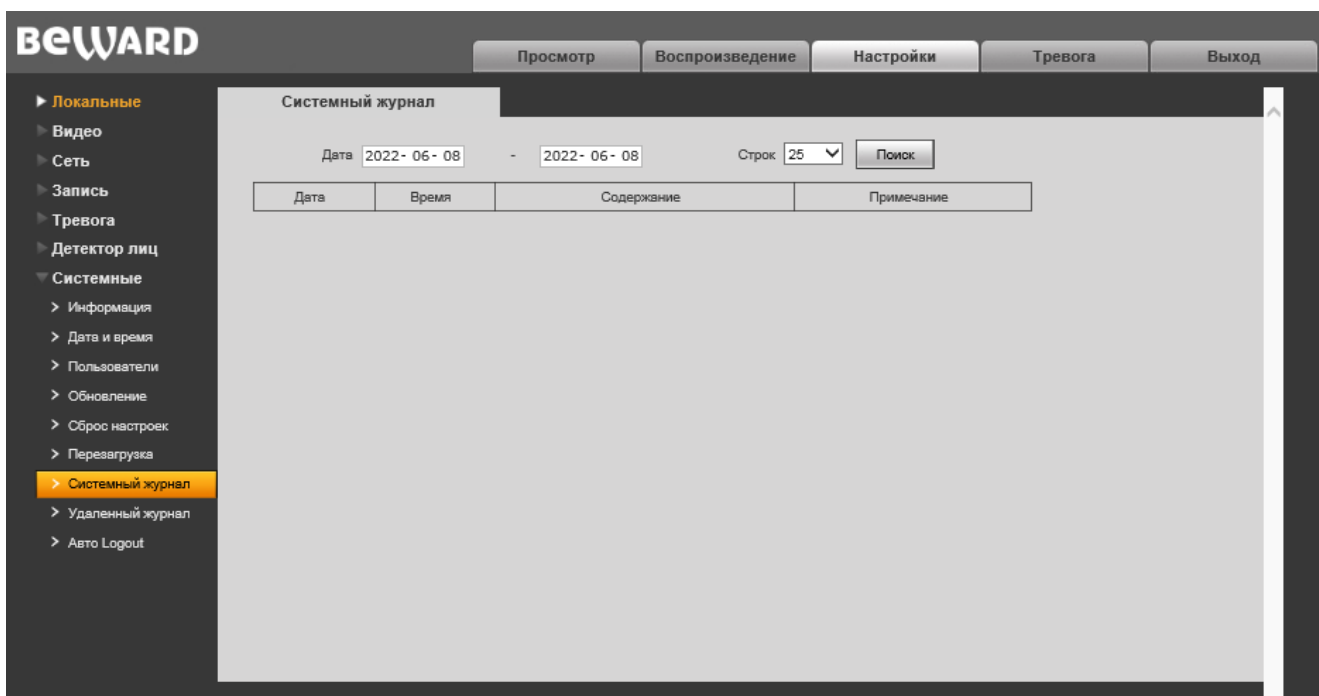 BEWARD
Просмотр Воспроизведение Настройки Тревога Выход
Локальные
Видео
Сеть
Запись
Тревога
Детектор лиц
Системные
Информация
Дата и время
Пользователи
Обновление
Сброс настроек
Перезагрузка
Системный журнал
Удаленный журнал
Авто Logout
Системный журнал
Дата 2022- 06- 08 - 2022- 06- 08 Строк 25 Поиск
Дата Время Содержание Примечание